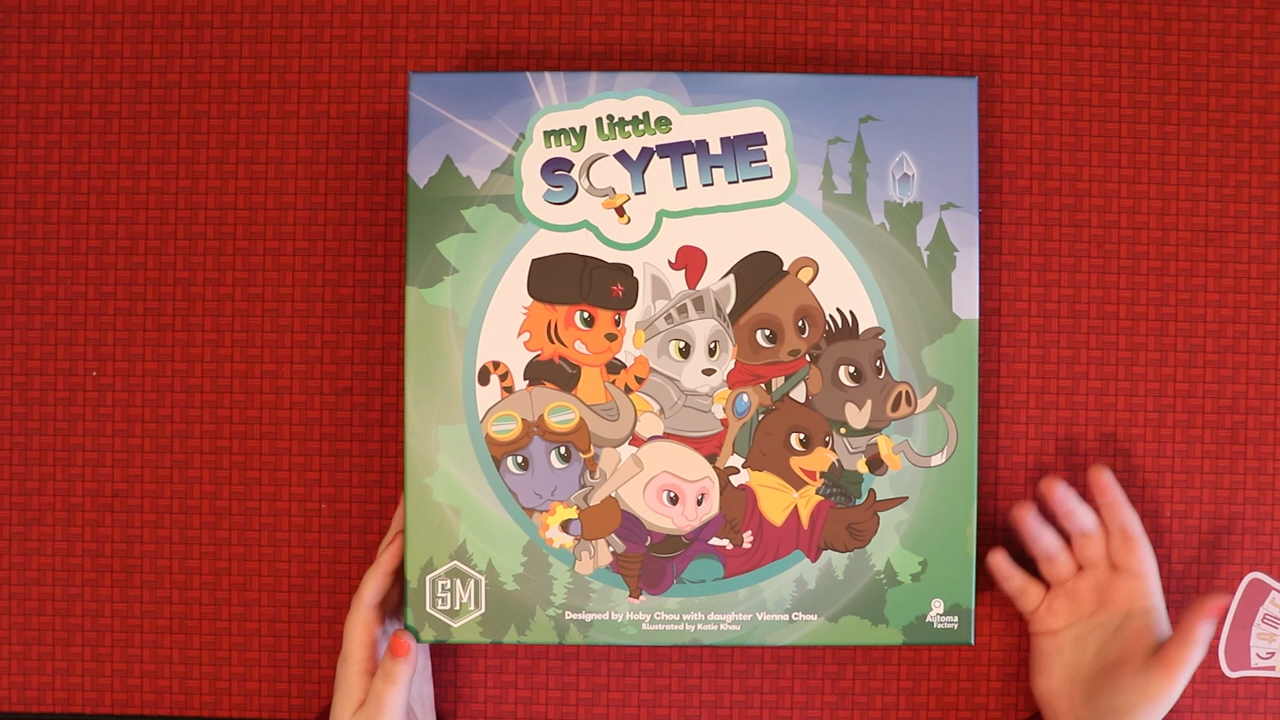 my little
SCYTHE
SM
Designed by Hoby Chou with daughter Vienna Chou
Illustrated by Katie Khau
Automa
Factory